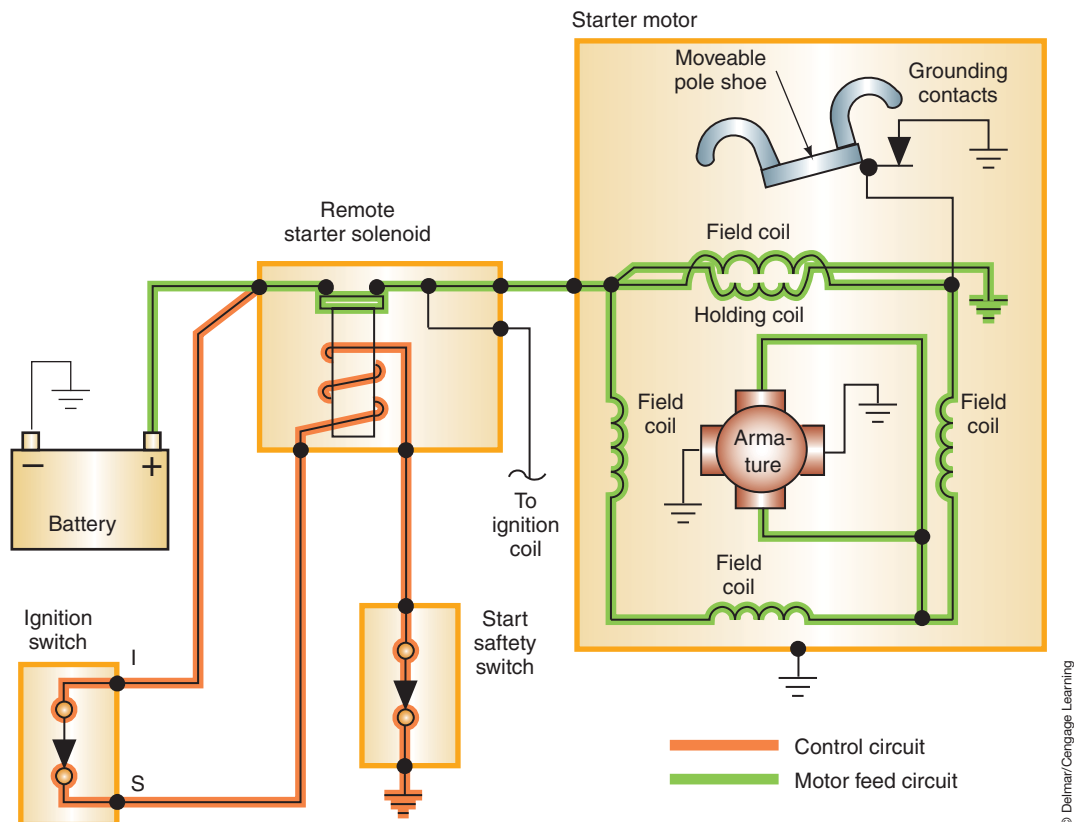 Starter motor
Moveable
pole shoe
Grounding
contacts
Remote
starter solenoid
Field coil
Holding coil
Field
coil
Arma-
ture
Field
coil
−
+
Battery
To
ignition
coil
Field
coil
Ignition
switch
I
S
Start
saftety
switch
Control circuit
Motor feed circuit
© Delmar/Cengage Learning